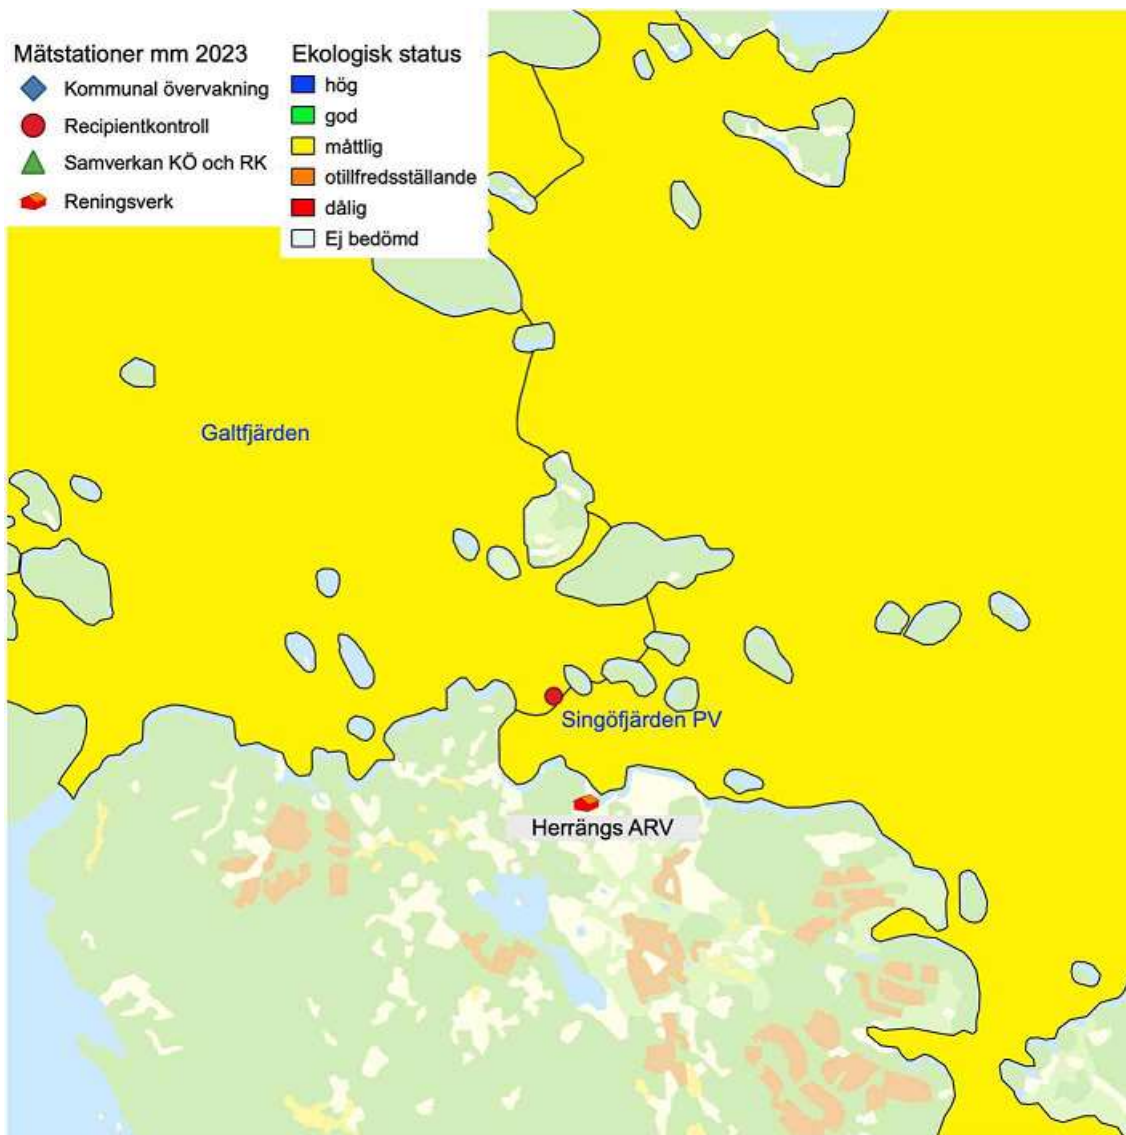 Mätstationer mm 2023
Kommunal övervakning
Recipientkontroll
Samverkan KÖ och RK
Reningsverk
Ekologisk status
hög
god
måttlig
otillfredsställande
dålig
Ej bedömd
Galtfjärden
Singöfjärden PV
Herrängs ARV